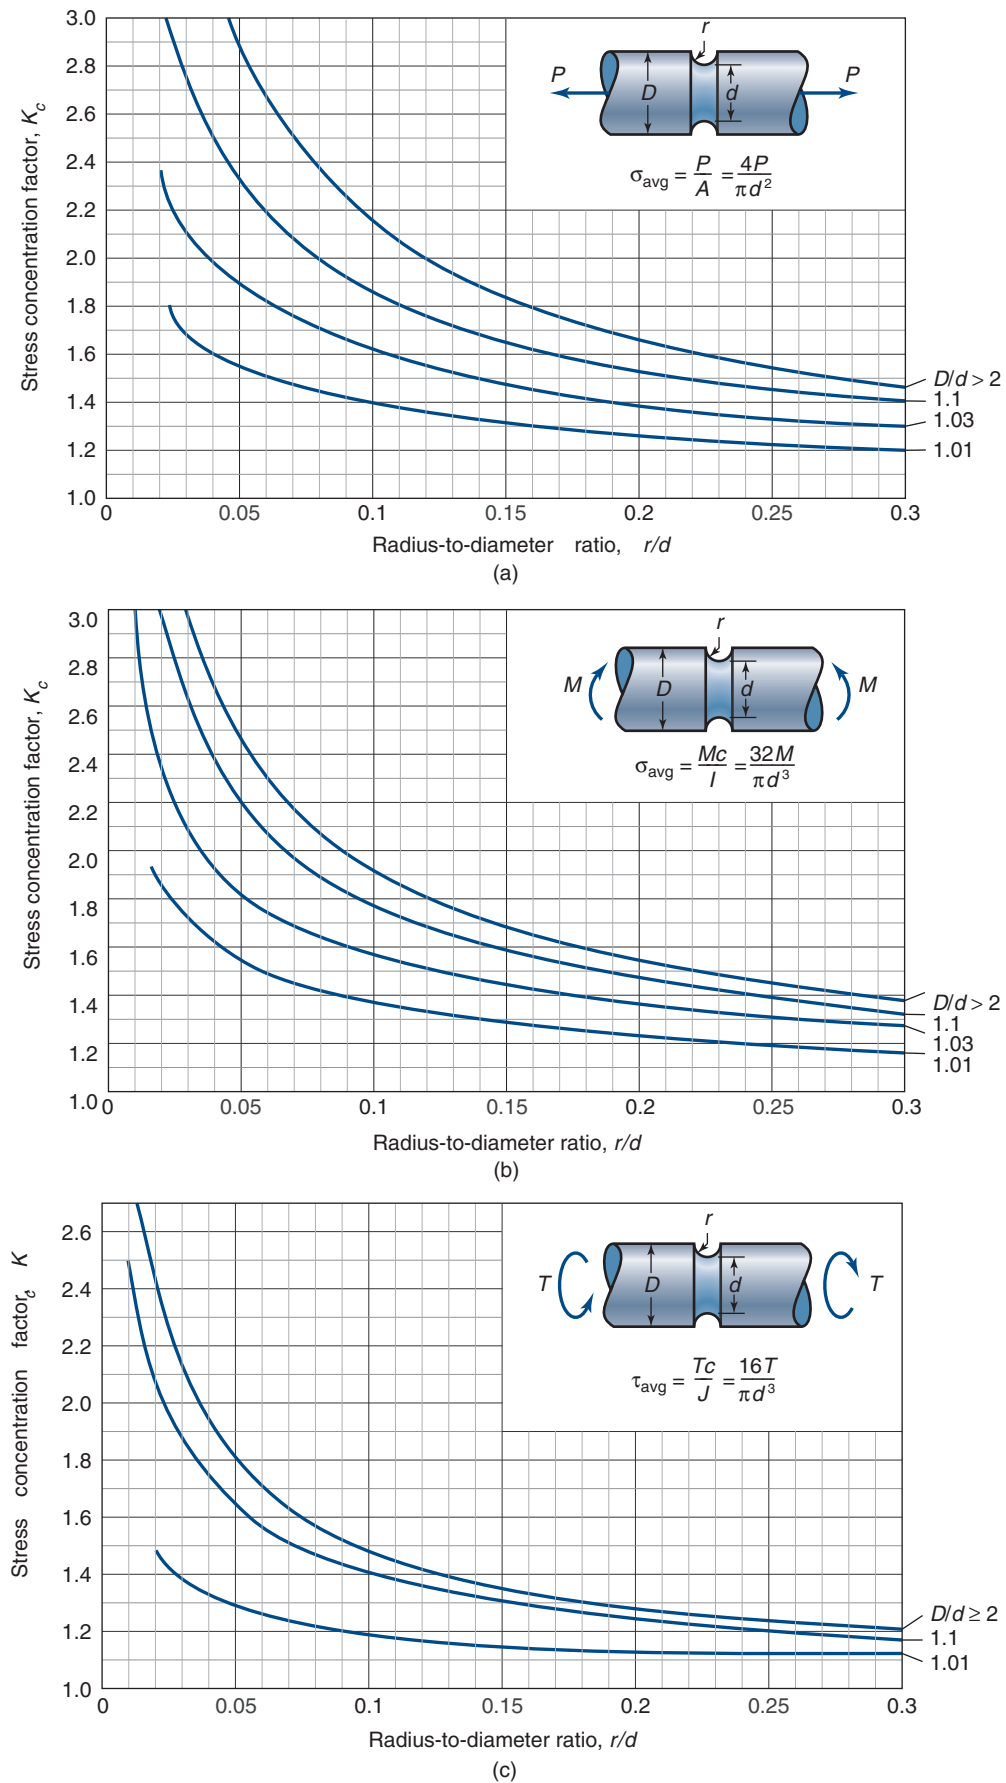 3.0
2.8
2.6
2.4
2.2
2.0
1.8
1.6
1.4
1.2
1.0
Stress concentration factor, Kc
r
P
D
d
P
σavg = P/A = 4P/πd²
D/d > 2
1.1
1.03
1.01
0 0.05 0.1 0.15 0.2 0.25 0.3
Radius-to-diameter ratio, r/d
(a)
3.0
2.8
2.6
2.4
2.2
2.0
1.8
1.6
1.4
1.2
1.0
Stress concentration factor, Kc
r
M
D
d
M
σavg = Mc/I = 32M/πd³
D/d > 2
1.1
1.03
1.01
0 0.05 0.1 0.15 0.2 0.25 0.3
Radius-to-diameter ratio, r/d
(b)
2.6
2.4
2.2
2.0
1.8
1.6
1.4
1.2
1.0
Stress concentration factor, Kc
r
T
D
d
T
τavg = Tc/J = 16T/πd³
D/d ≥ 2
1.1
1.01
0 0.05 0.1 0.15 0.2 0.25 0.3
Radius-to-diameter ratio, r/d
(c)